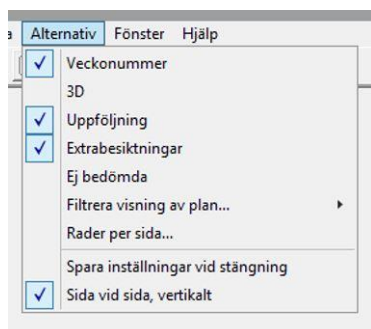 a Alternativ Fönster Hjälp
Veckonummer
3D
Uppföljning
Extrabesiktningar
Ej bedömda
Filtrera visning av plan...
Rader per sida...
Spara inställningar vid stängning
Sida vid sida, vertikalt